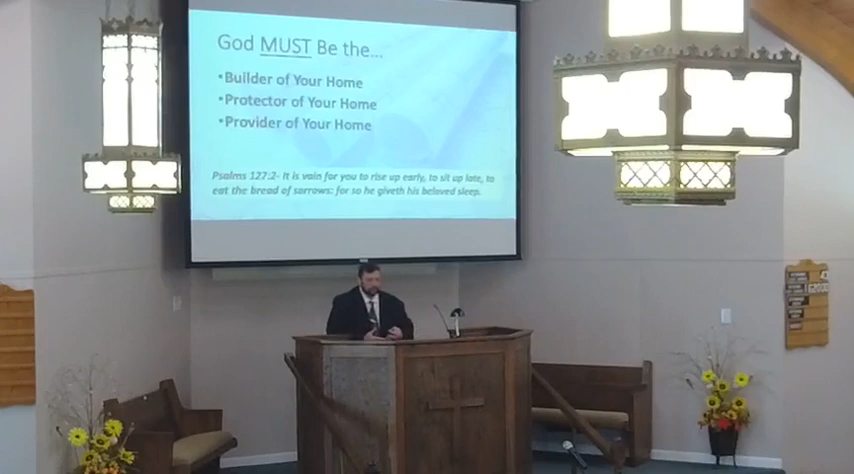 God MUST Be the...
•Builder of Your Home
•Protector of Your Home
•Provider of Your Home
Psalms 127:2- It is vain for you to rise up early, to sit up late, to
eat the bread of sorrows: for so he giveth his beloved sleep.